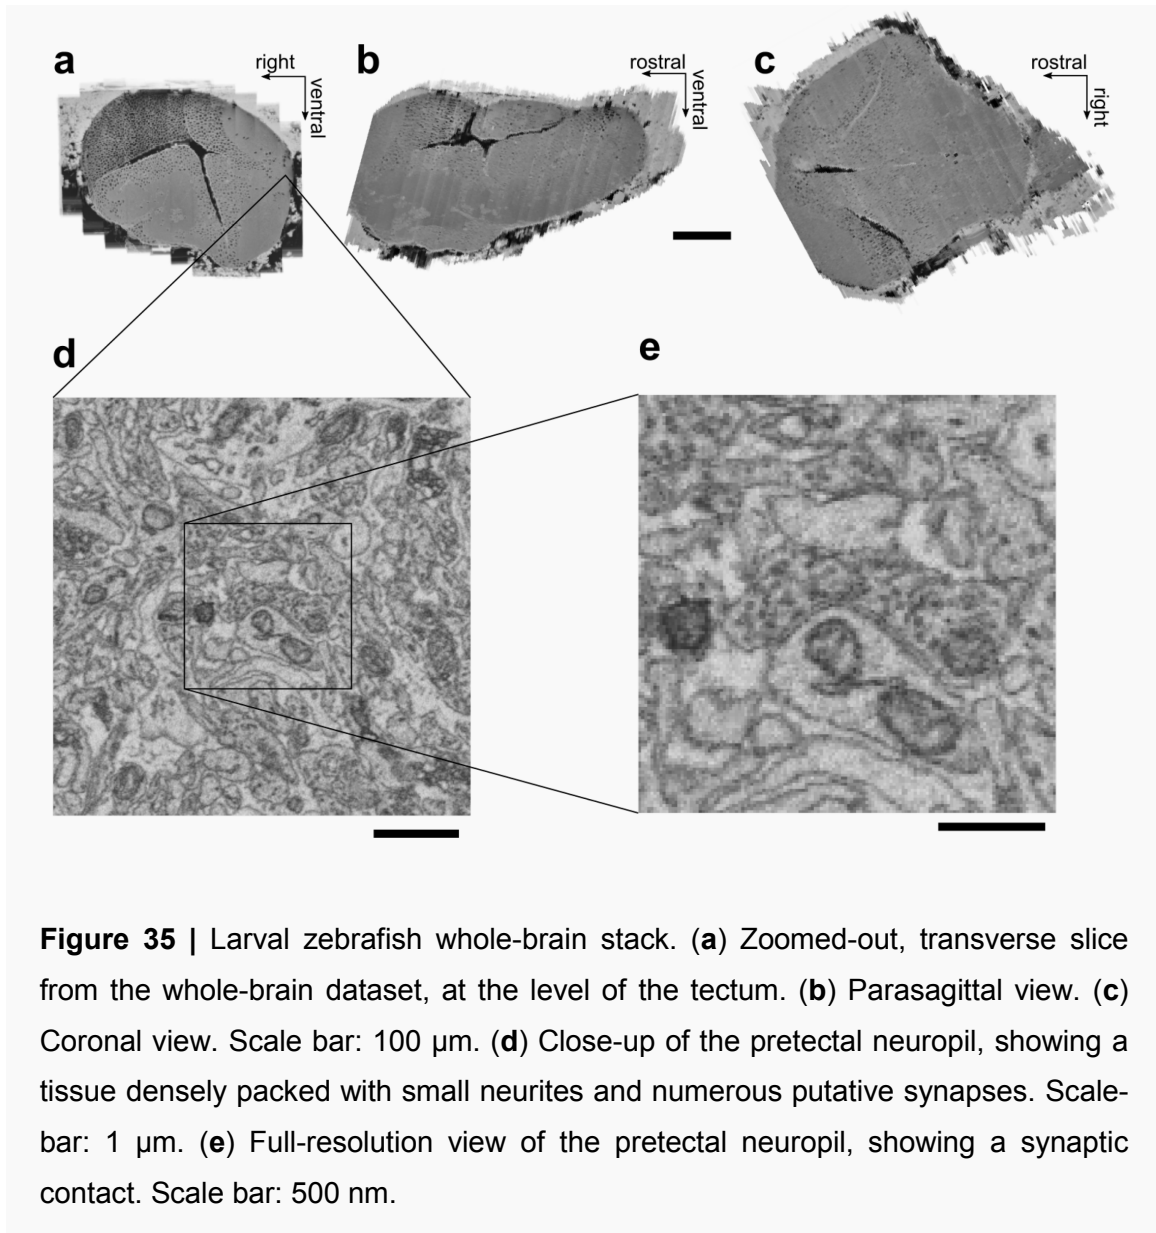 a
right
ventral
b
rostral
ventral
c
rostral
right
d
e
Figure 35 | Larval zebrafish whole-brain stack. (a) Zoomed-out, transverse slice
from the whole-brain dataset, at the level of the tectum. (b) Parasagittal view. (c)
Coronal view. Scale bar: 100 µm. (d) Close-up of the pretectal neuropil, showing a
tissue densely packed with small neurites and numerous putative synapses. Scale-
bar: 1 µm. (e) Full-resolution view of the pretectal neuropil, showing a synaptic
contact. Scale bar: 500 nm.